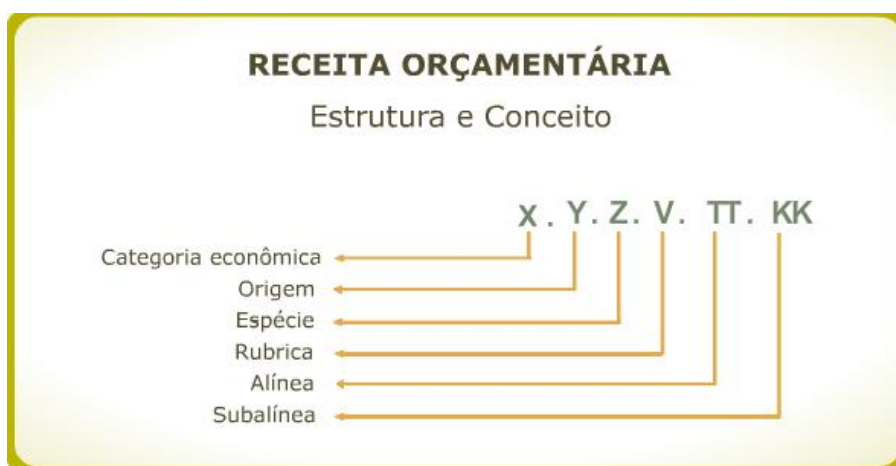 RECEITA ORÇAMENTÁRIA
Estrutura e Conceito
X . Y . Z . V . TT . KK
Categoria econômica
Origem
Espécie
Rubrica
Alínea
Subalínea